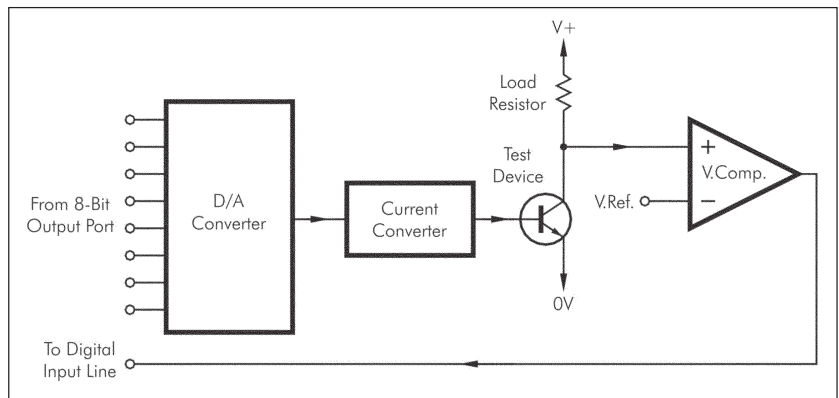 V+
Load
Resistor
Test
Device
+
V.Comp.
V.Ref.
−
From 8-Bit
Output Port
D/A
Converter
Current
Converter
0V
To Digital
Input Line